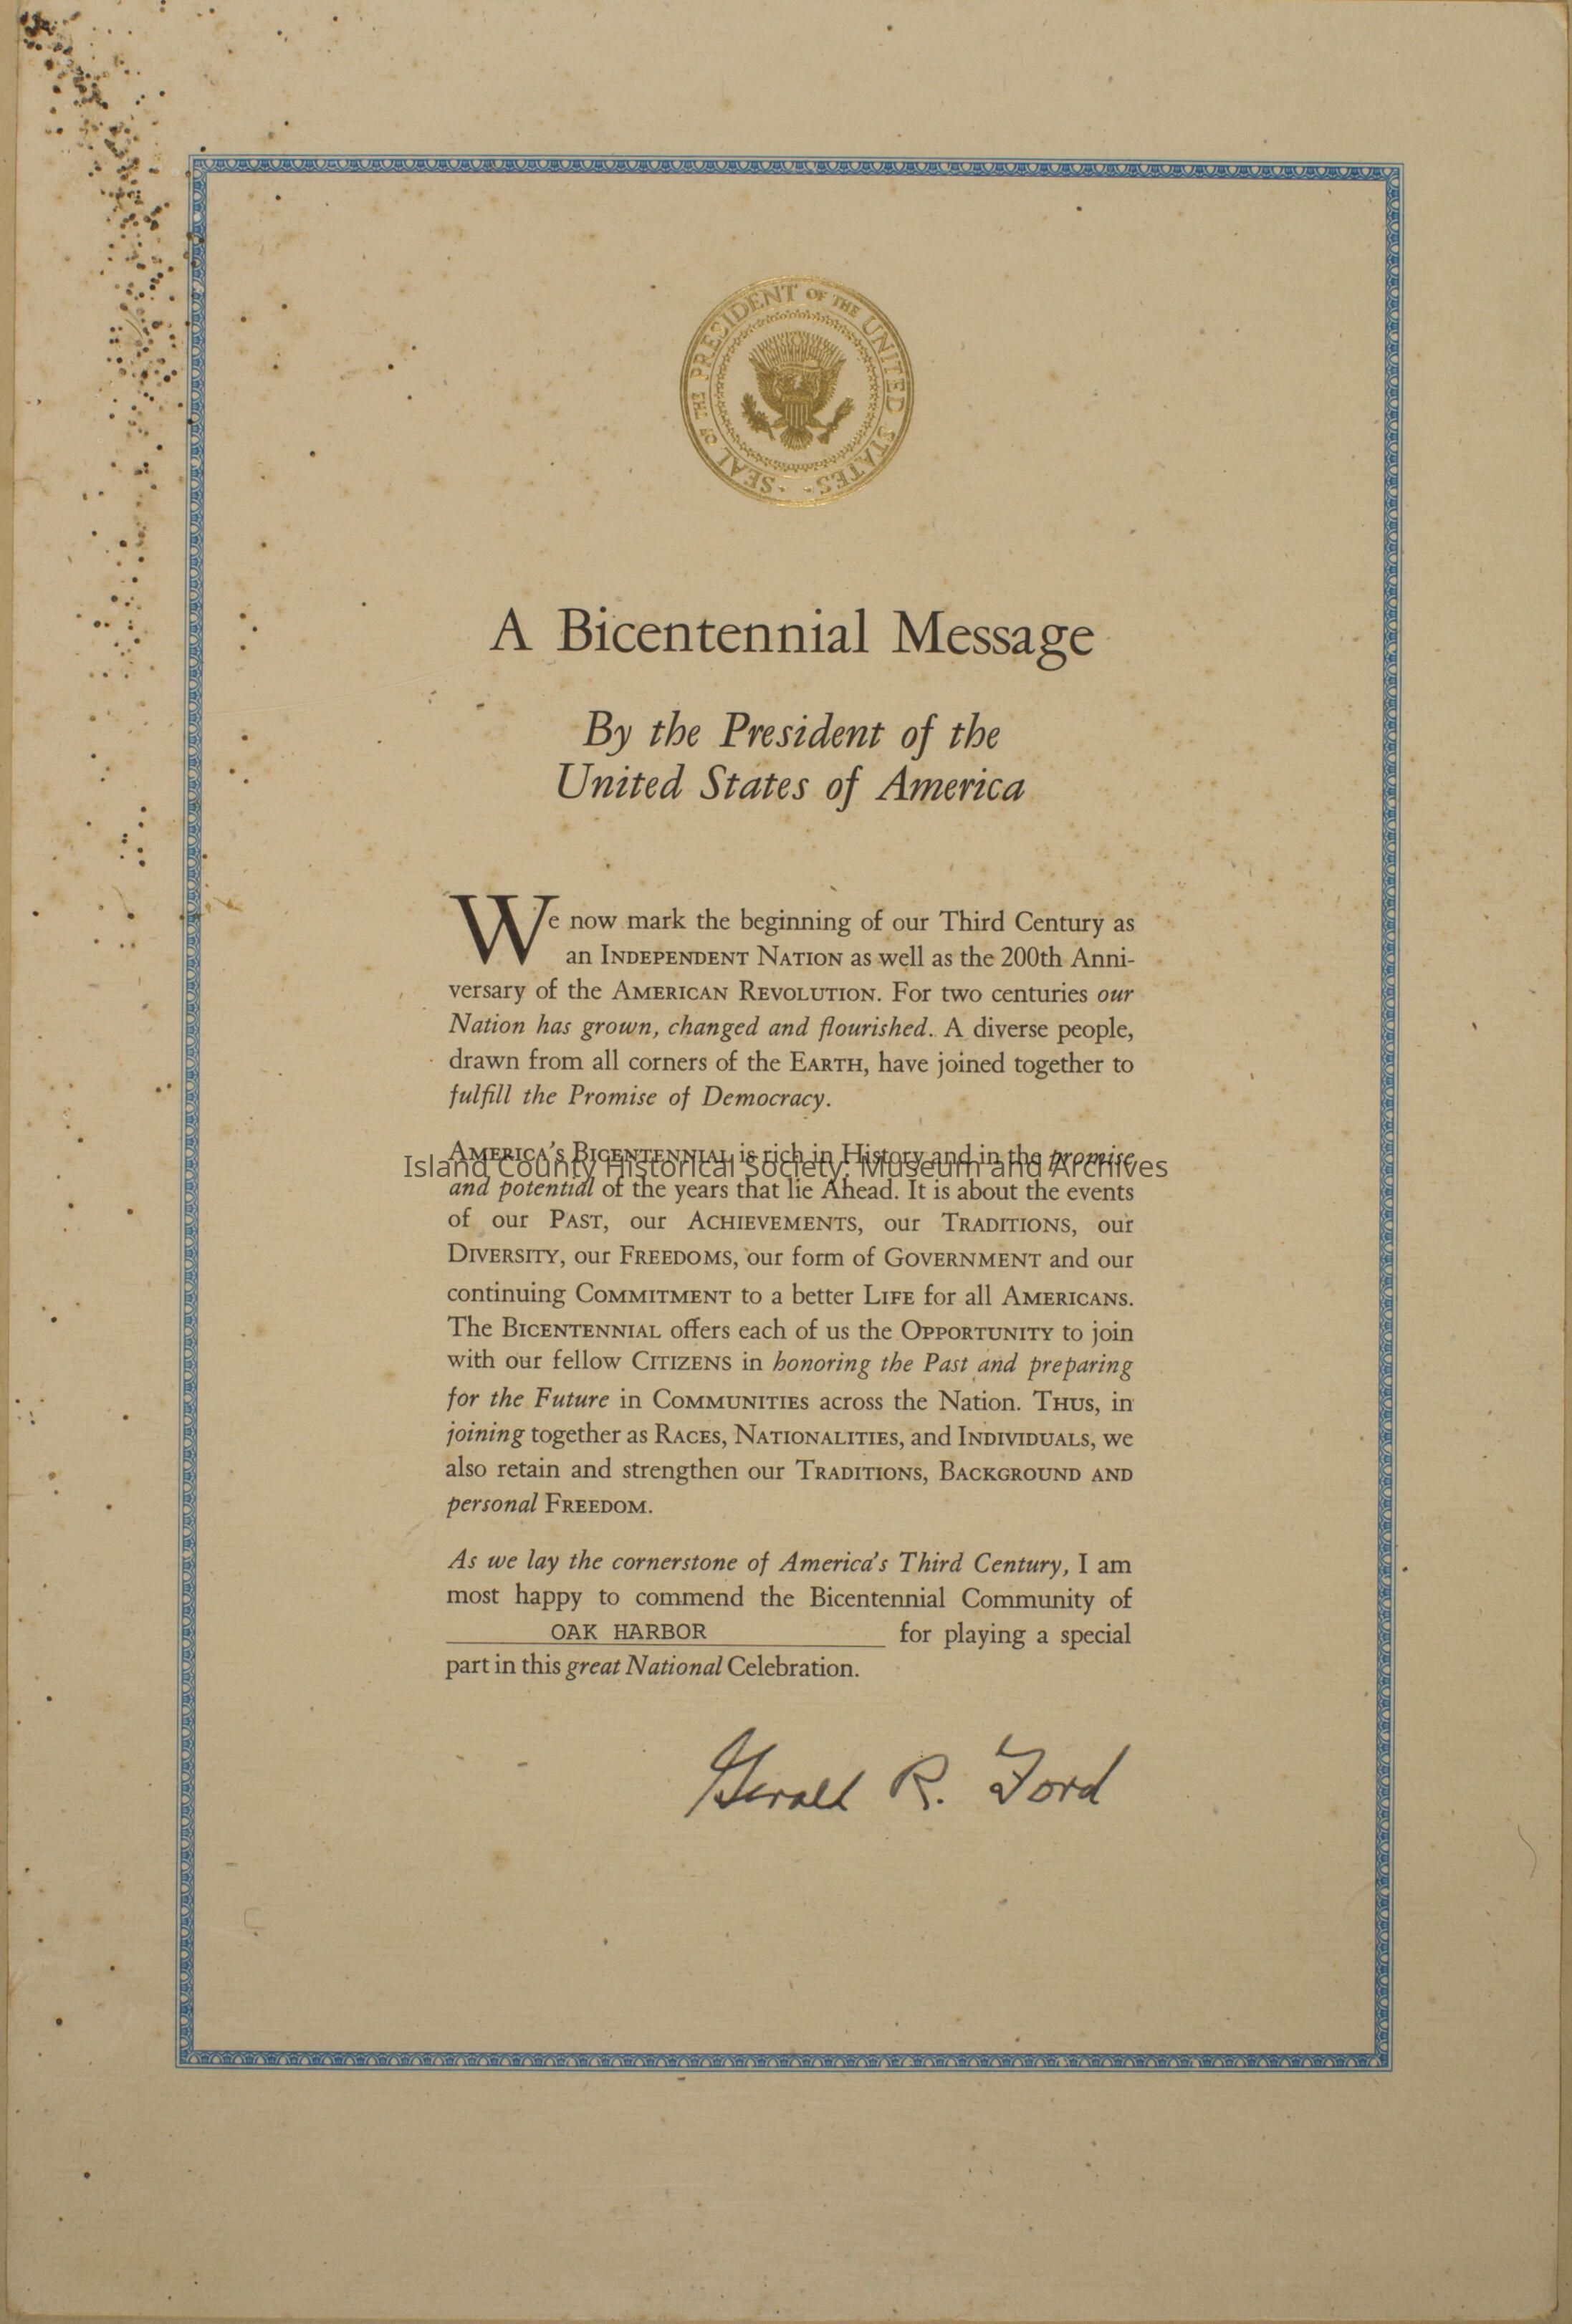 SEAL OF THE PRESIDENT OF THE UNITED STATES
A Bicentennial Message
By the President of the
United States of America
We now mark the beginning of our Third Century as
an INDEPENDENT NATION as well as the 200th Anni-
versary of the AMERICAN REVOLUTION. For two centuries our
Nation has grown, changed and flourished. A diverse people,
drawn from all corners of the EARTH, have joined together to
fulfill the Promise of Democracy.
AMERICA'S BICENTENNIAL is rich in History and in the promise
Island County Historical Society, Museum and Archives
and potential of the years that lie Ahead. It is about the events
of our PAST, our ACHIEVEMENTS, our TRADITIONS, our
DIVERSITY, our FREEDOMS, our form of GOVERNMENT and our
continuing COMMITMENT to a better LIFE for all AMERICANS.
The BICENTENNIAL offers each of us the OPPORTUNITY to join
with our fellow CITIZENS in honoring the Past and preparing
for the Future in COMMUNITIES across the Nation. THUS, in
joining together as RACES, NATIONALITIES, and INDIVIDUALS, we
also retain and strengthen our TRADITIONS, BACKGROUND AND
personal FREEDOM.
As we lay the cornerstone of America's Third Century, I am
most happy to commend the Bicentennial Community of
OAK HARBOR for playing a special
part in this great National Celebration.
Gerald R. Ford